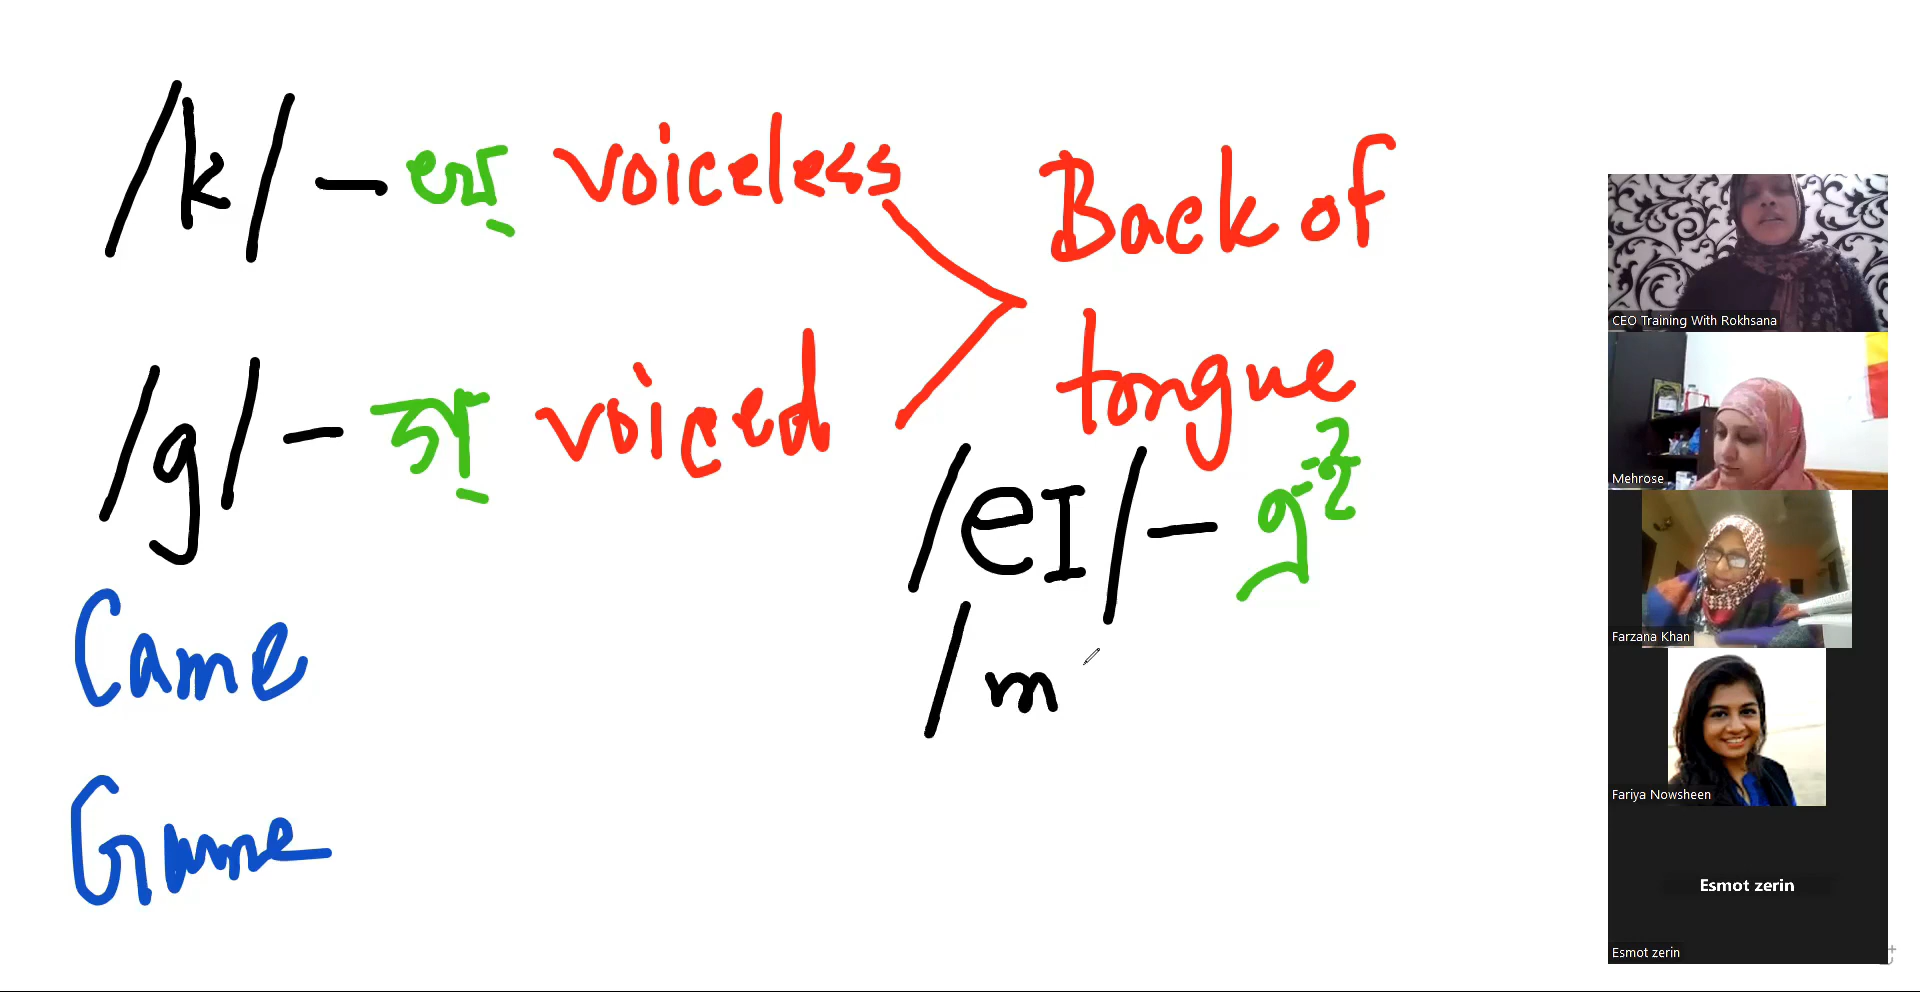 /k/ – খ্ voiceless
Back of
tongue
/g/ – গ্ voiced
/eɪ/ –
/m
Came
Game
CEO Training With Rokhsana
Mehrose
Farzana Khan
Fariya Nowsheen
Esmot zerin
Esmot zerin